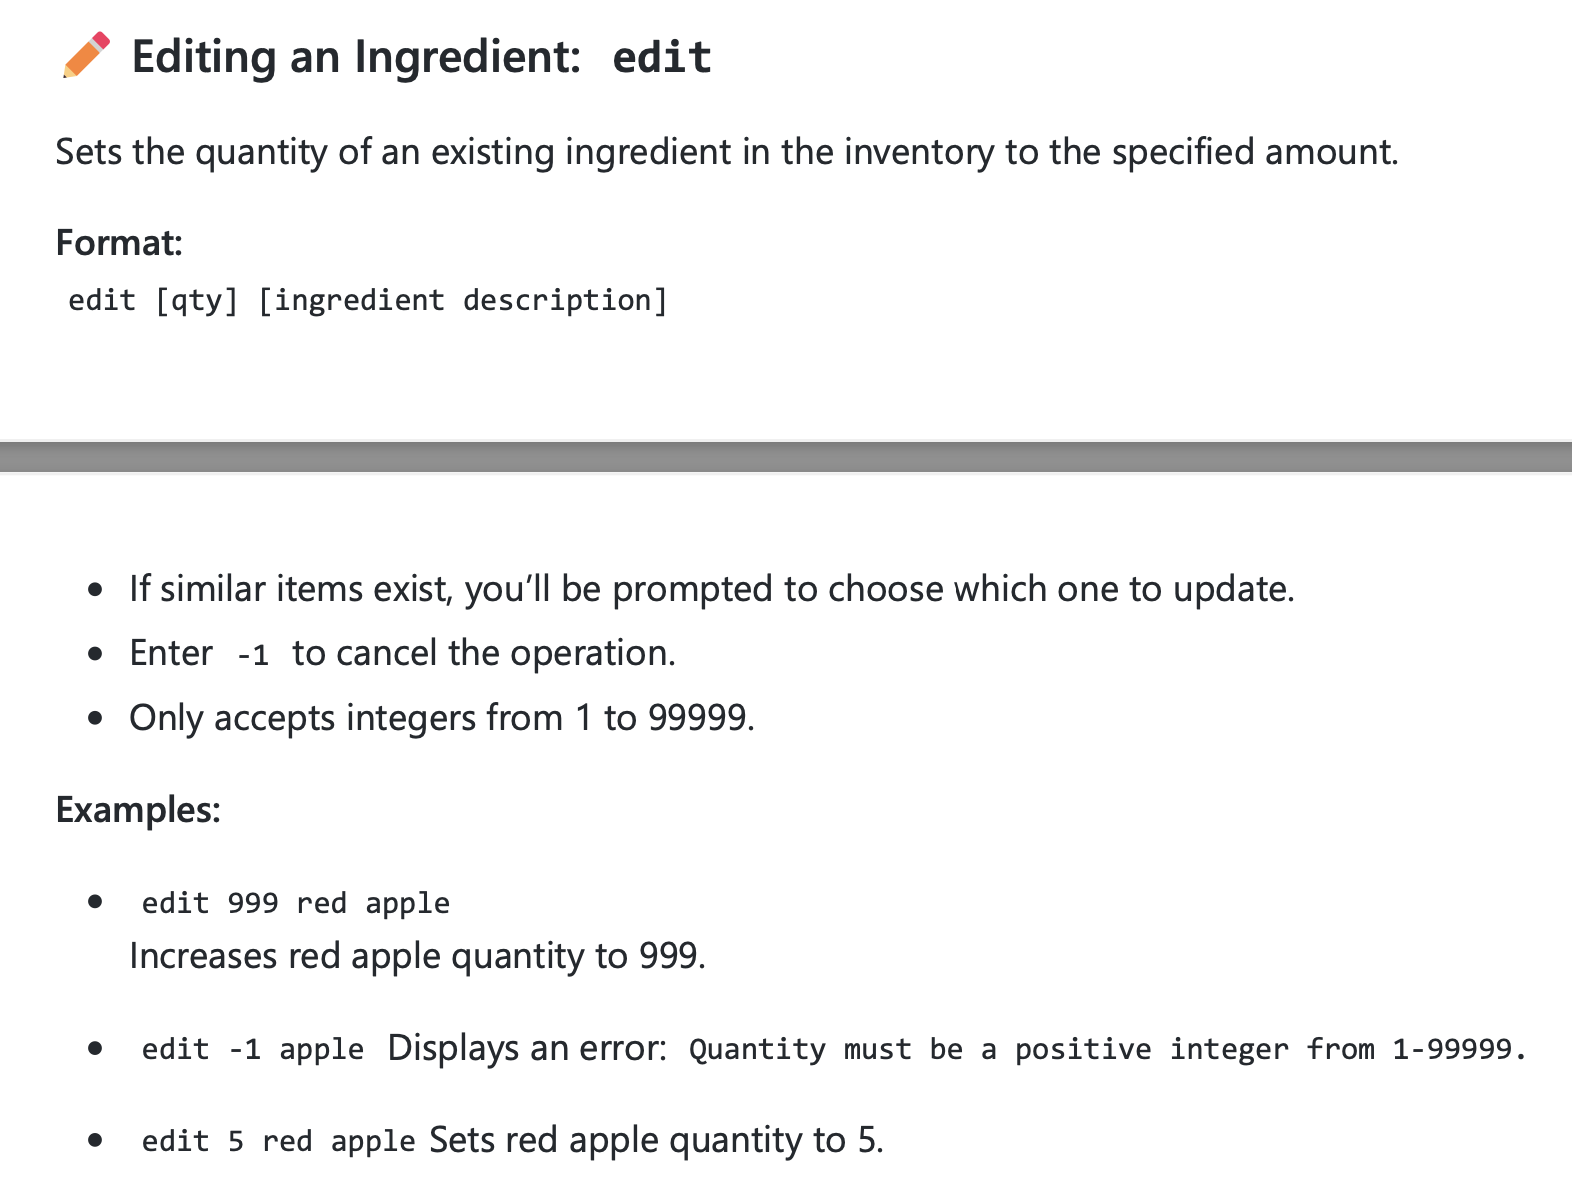 Editing an Ingredient: edit
Sets the quantity of an existing ingredient in the inventory to the specified amount.
Format:
edit [qty] [ingredient description]
• If similar items exist, you’ll be prompted to choose which one to update.
• Enter -1 to cancel the operation.
• Only accepts integers from 1 to 99999.
Examples:
• edit 999 red apple
Increases red apple quantity to 999.
• edit -1 apple Displays an error: Quantity must be a positive integer from 1-99999.
• edit 5 red apple Sets red apple quantity to 5.